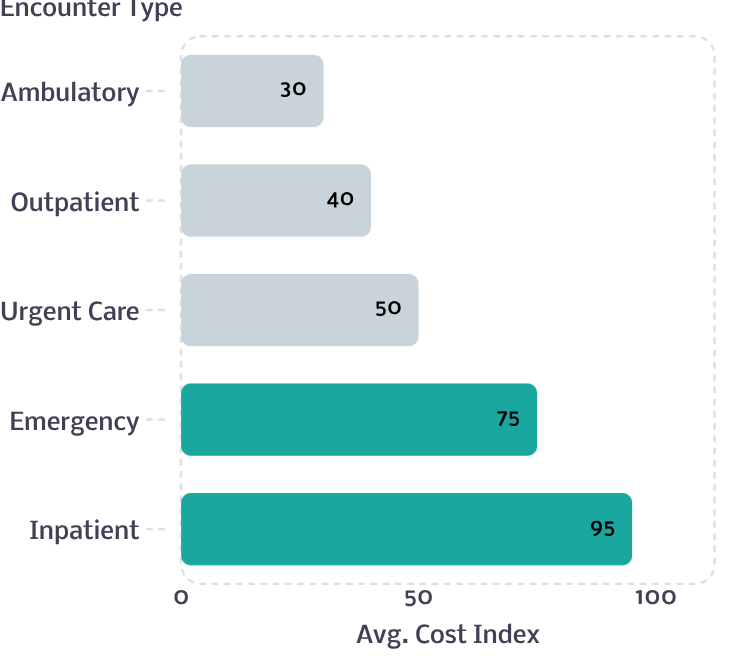 Encounter Type
Ambulatory
30
Outpatient
40
Urgent Care
50
Emergency
75
Inpatient
95
0 50 100
Avg. Cost Index